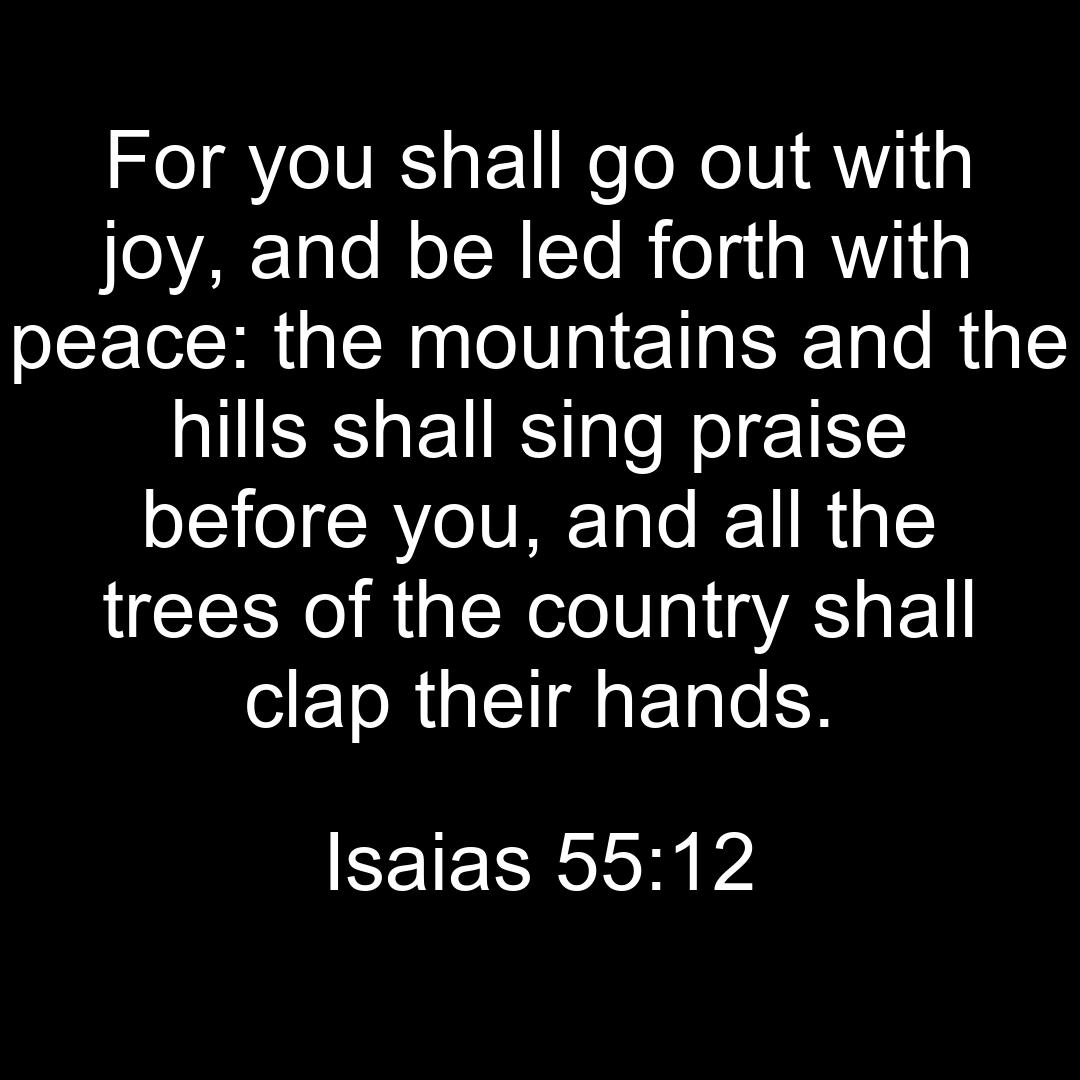 For you shall go out with
joy, and be led forth with
peace: the mountains and the
hills shall sing praise
before you, and all the
trees of the country shall
clap their hands.
Isaias 55:12